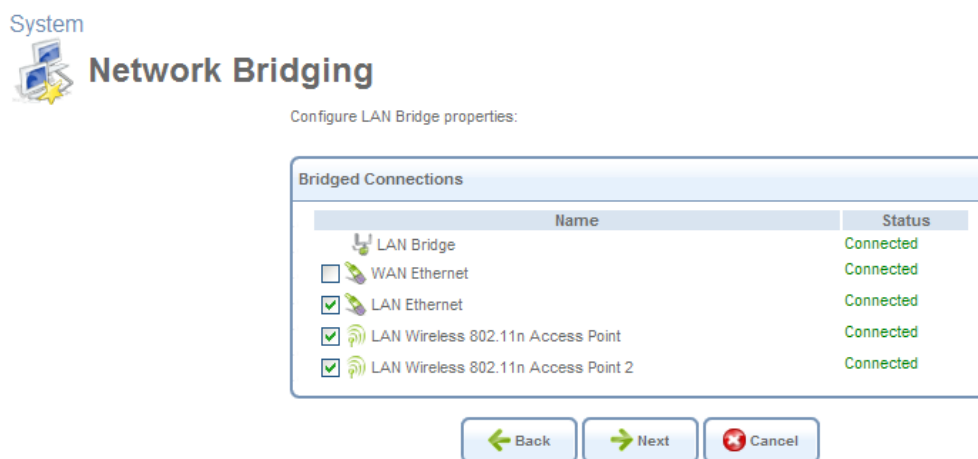 System
Network Bridging
Configure LAN Bridge properties:
Bridged Connections
Name Status
LAN Bridge Connected
WAN Ethernet Connected
LAN Ethernet Connected
LAN Wireless 802.11n Access Point Connected
LAN Wireless 802.11n Access Point 2 Connected
Back Next Cancel